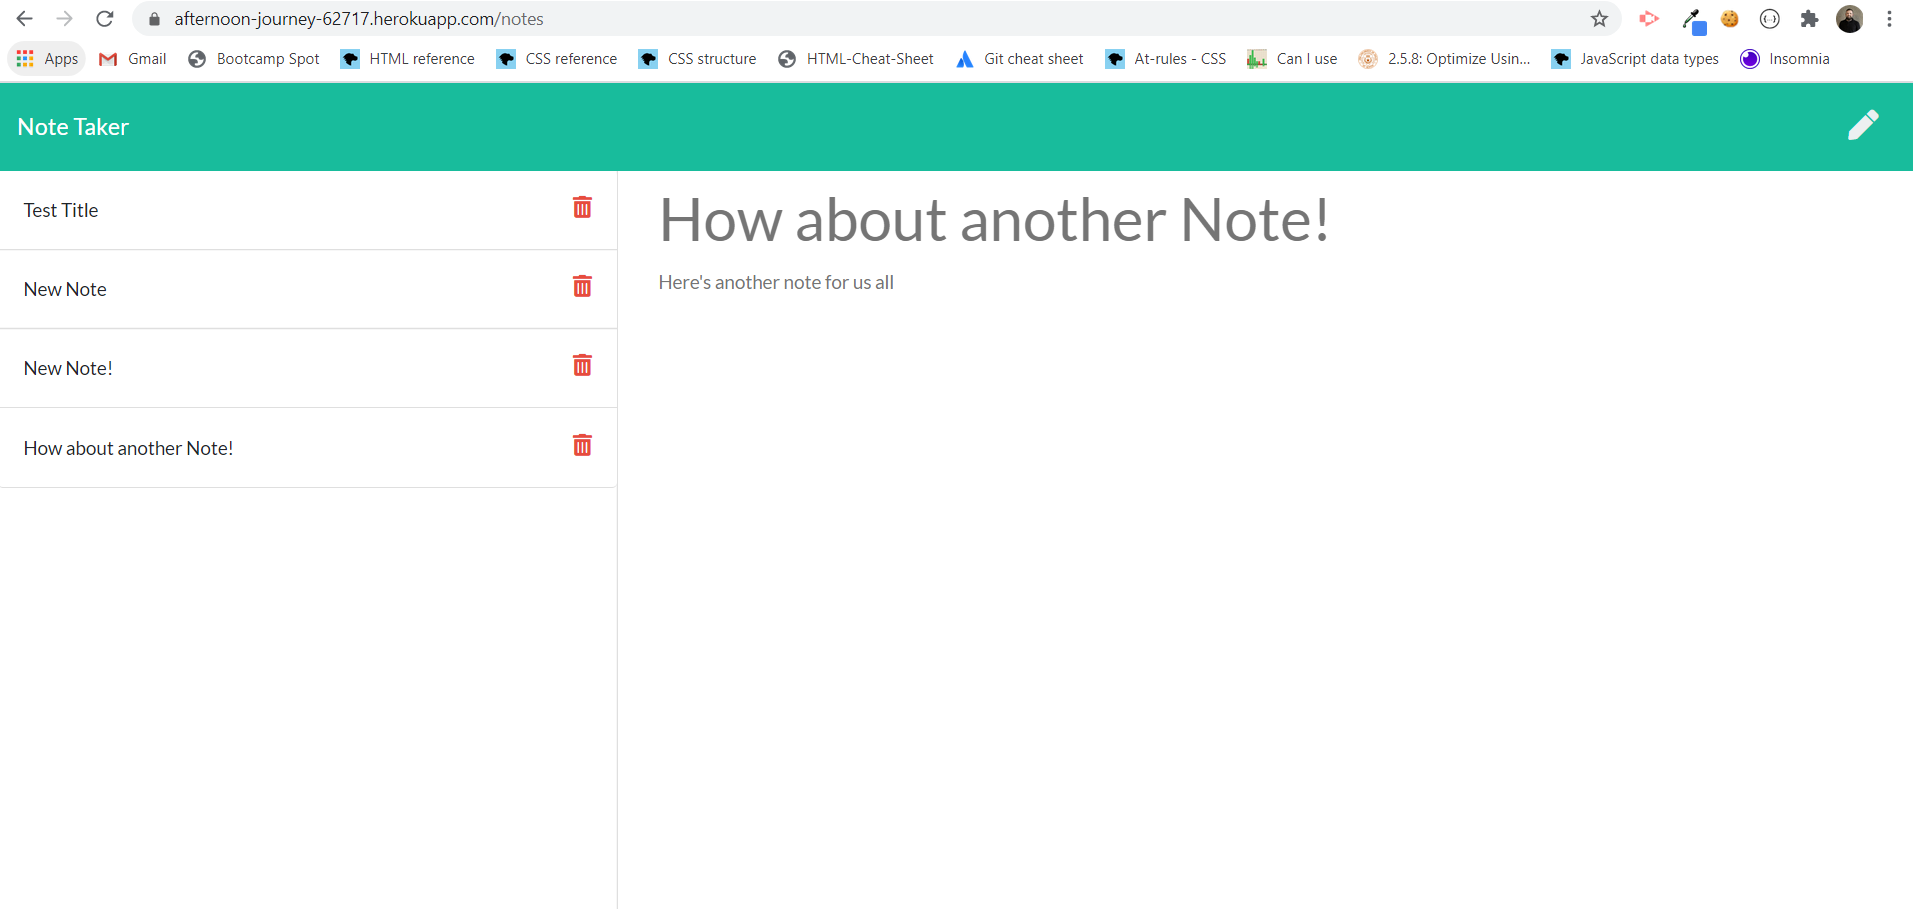 afternoon-journey-62717.herokuapp.com/notes
Apps Gmail Bootcamp Spot HTML reference CSS reference CSS structure HTML-Cheat-Sheet Git cheat sheet At-rules - CSS Can I use 2.5.8: Optimize Usin... JavaScript data types Insomnia
Note Taker
Test Title
New Note
New Note!
How about another Note!
How about another Note!
Here's another note for us all